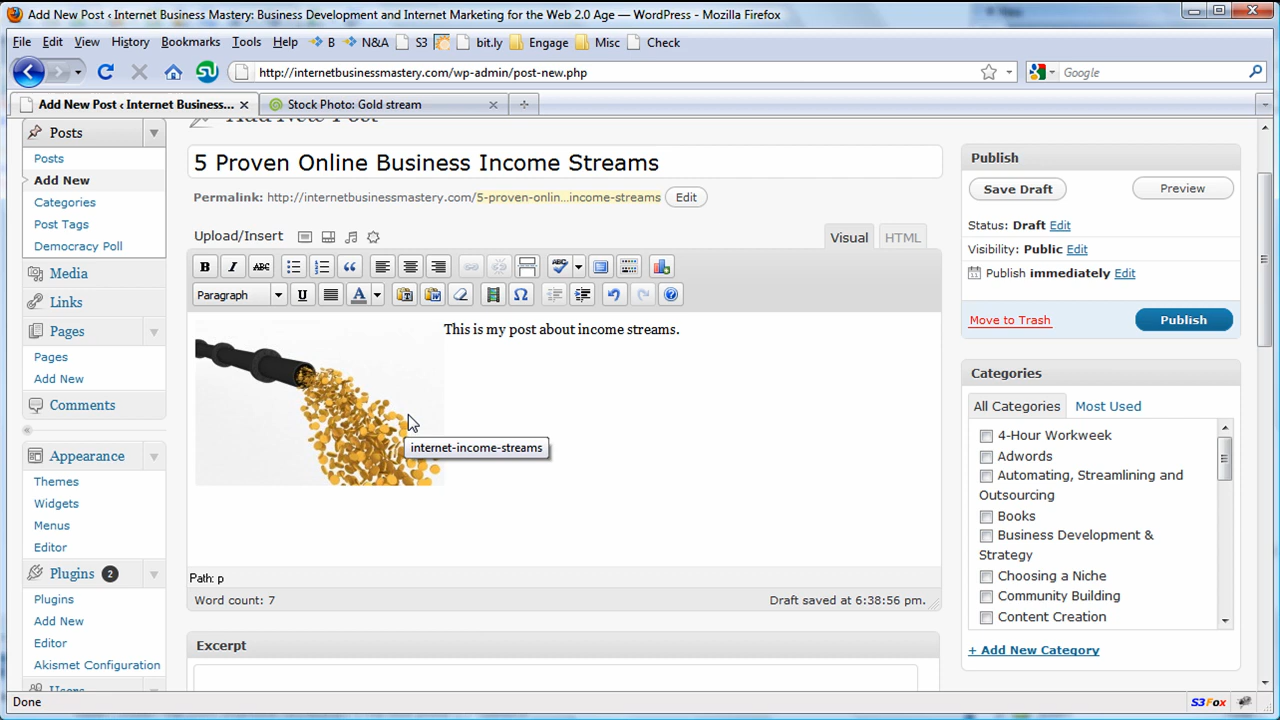 Add New Post ‹ Internet Business Mastery: Business Development and Internet Marketing for the Web 2.0 Age — WordPress - Mozilla Firefox
File Edit View History Bookmarks Tools Help B N&A S3 bit.ly Engage Misc Check
http://internetbusinessmastery.com/wp-admin/post-new.php
Google
Add New Post ‹ Internet Business...
Stock Photo: Gold stream
Posts
Posts
Add New
Categories
Post Tags
Democracy Poll
Media
Links
Pages
Pages
Add New
Comments
Appearance
Themes
Widgets
Menus
Editor
Plugins 2
Plugins
Add New
Editor
Akismet Configuration
Users
Add New Post
5 Proven Online Business Income Streams
Permalink: http://internetbusinessmastery.com/5-proven-onlin...income-streams Edit
Upload/Insert
Visual HTML
B I ABC
Paragraph U A
This is my post about income streams.
internet-income-streams
Path: p
Word count: 7
Draft saved at 6:38:56 pm.
Excerpt
Publish
Save Draft Preview
Status: Draft Edit
Visibility: Public Edit
Publish immediately Edit
Move to Trash Publish
Categories
All Categories Most Used
4-Hour Workweek
Adwords
Automating, Streamlining and
Outsourcing
Books
Business Development &
Strategy
Choosing a Niche
Community Building
Content Creation
+ Add New Category
Done
S3Fox